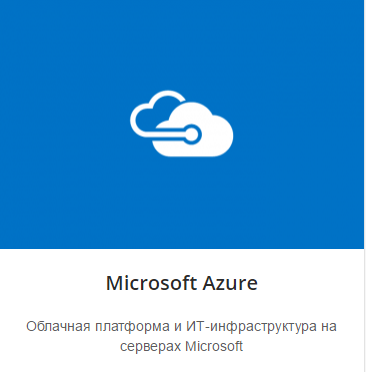 Microsoft Azure
Облачная платформа и ИТ-инфраструктура на
серверах Microsoft